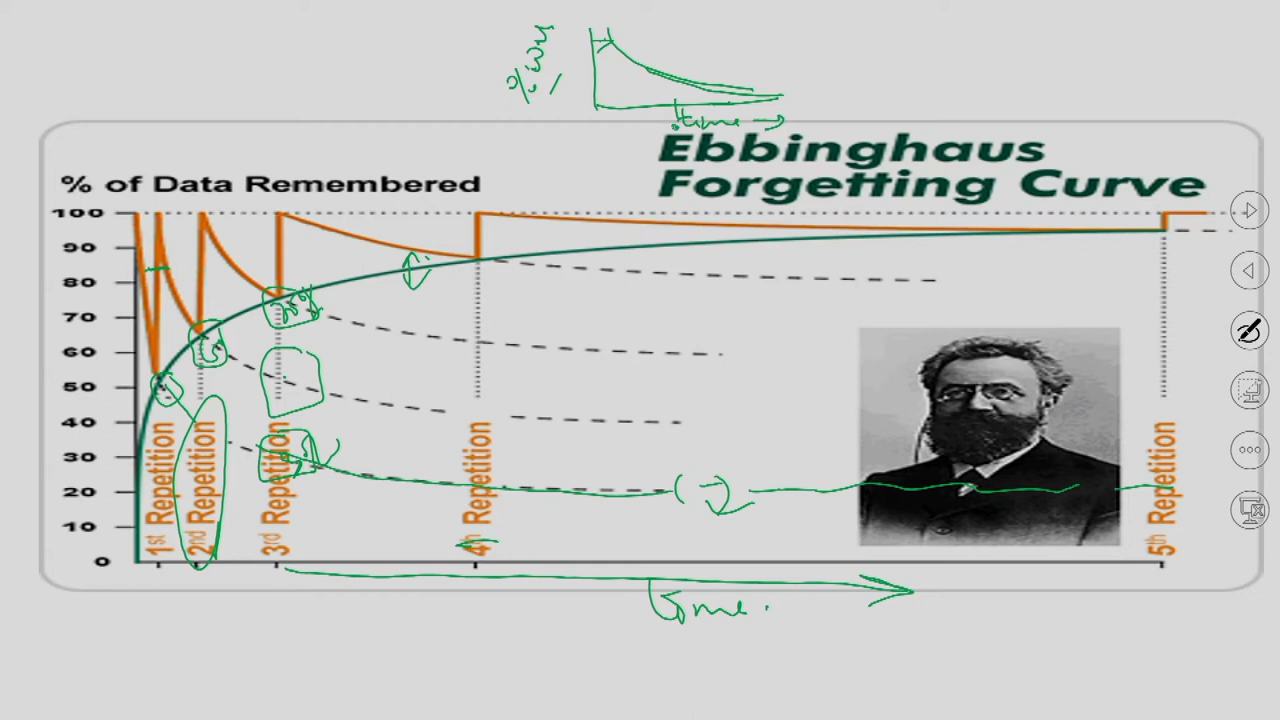 time
Ebbinghaus
Forgetting Curve
% of Data Remembered
100
90
80
70
60
50
40
30
20
10
0
1st Repetition
2nd Repetition
3rd Repetition
4th Repetition
5th Repetition
Time.